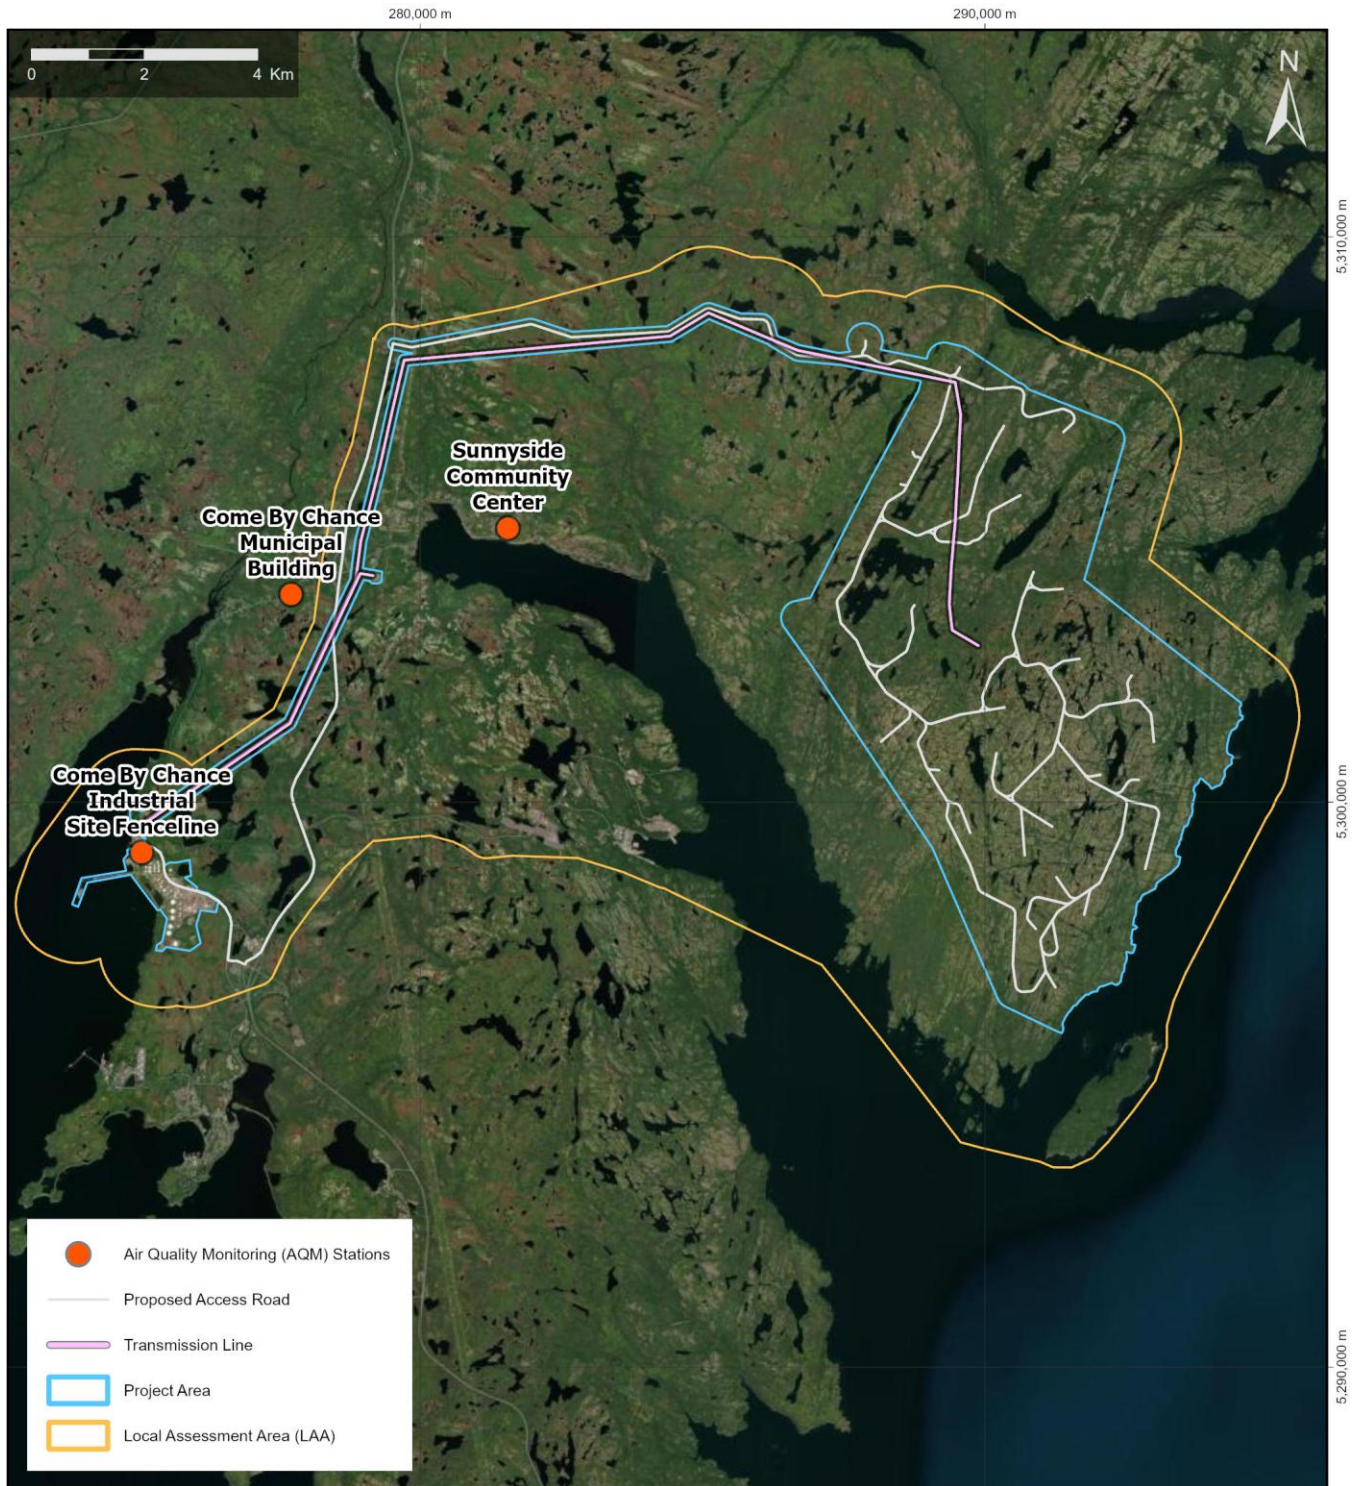 280,000 m
290,000 m
0 2 4 Km
N
5,310,000 m
Sunnyside
Community
Center
Come By Chance
Municipal
Building
Come By Chance
Industrial
Site Fenceline
5,300,000 m
5,290,000 m
Air Quality Monitoring (AQM) Stations
Proposed Access Road
Transmission Line
Project Area
Local Assessment Area (LAA)